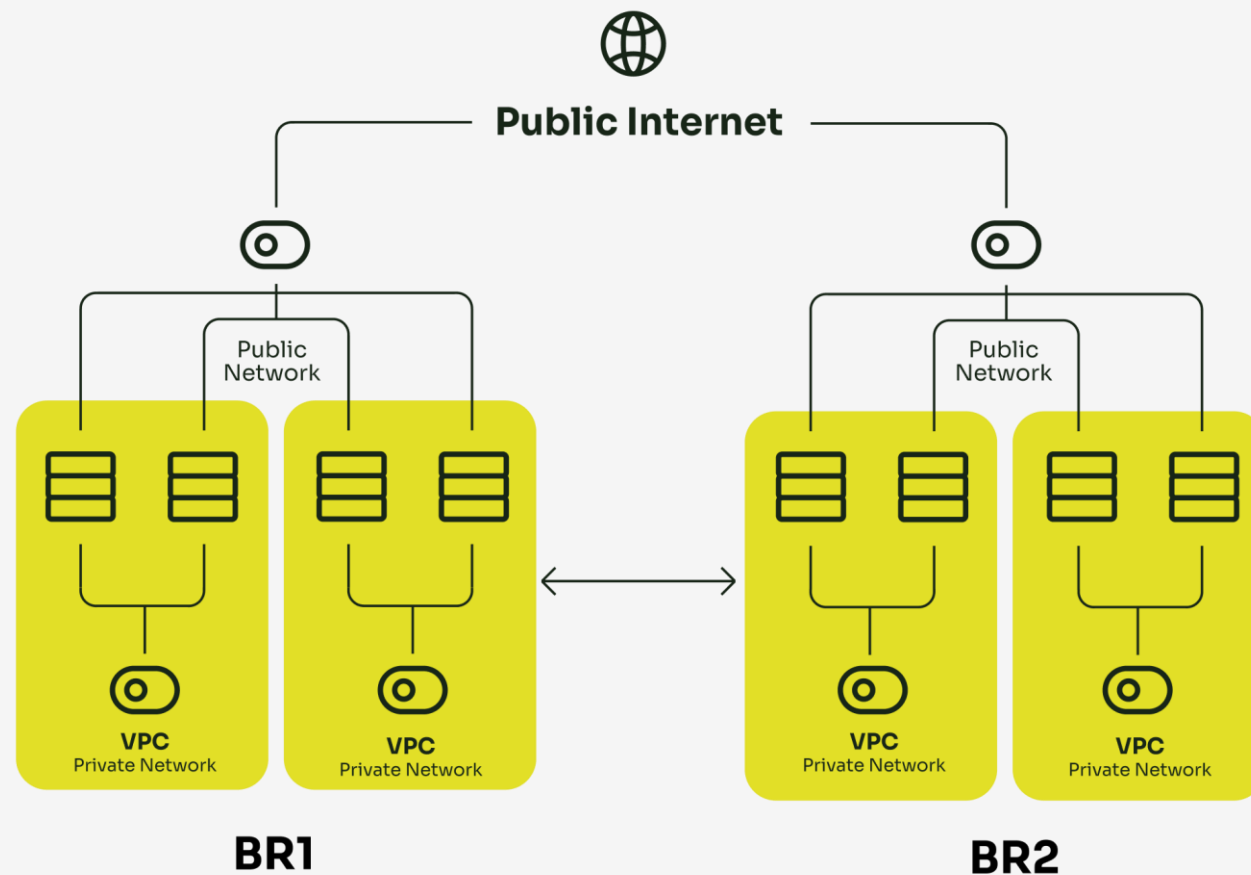 Public Internet
Public
Network
Public
Network
VPC
Private Network
VPC
Private Network
VPC
Private Network
VPC
Private Network
BR1
BR2